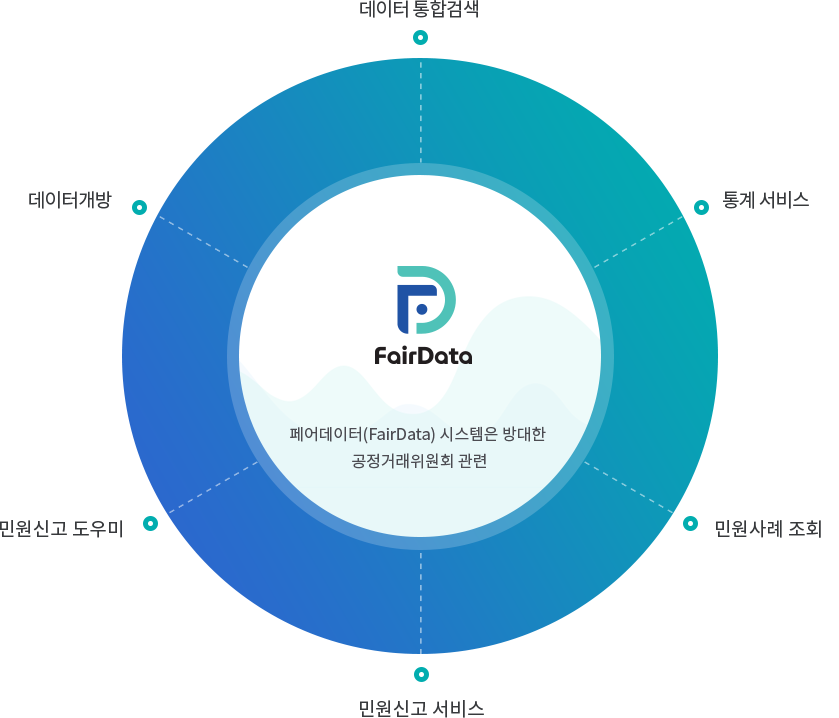 데이터 통합검색
데이터개방
통계 서비스
FairData
페어데이터(FairData) 시스템은 방대한
공정거래위원회 관련
민원신고 도우미
민원사례 조회
민원신고 서비스